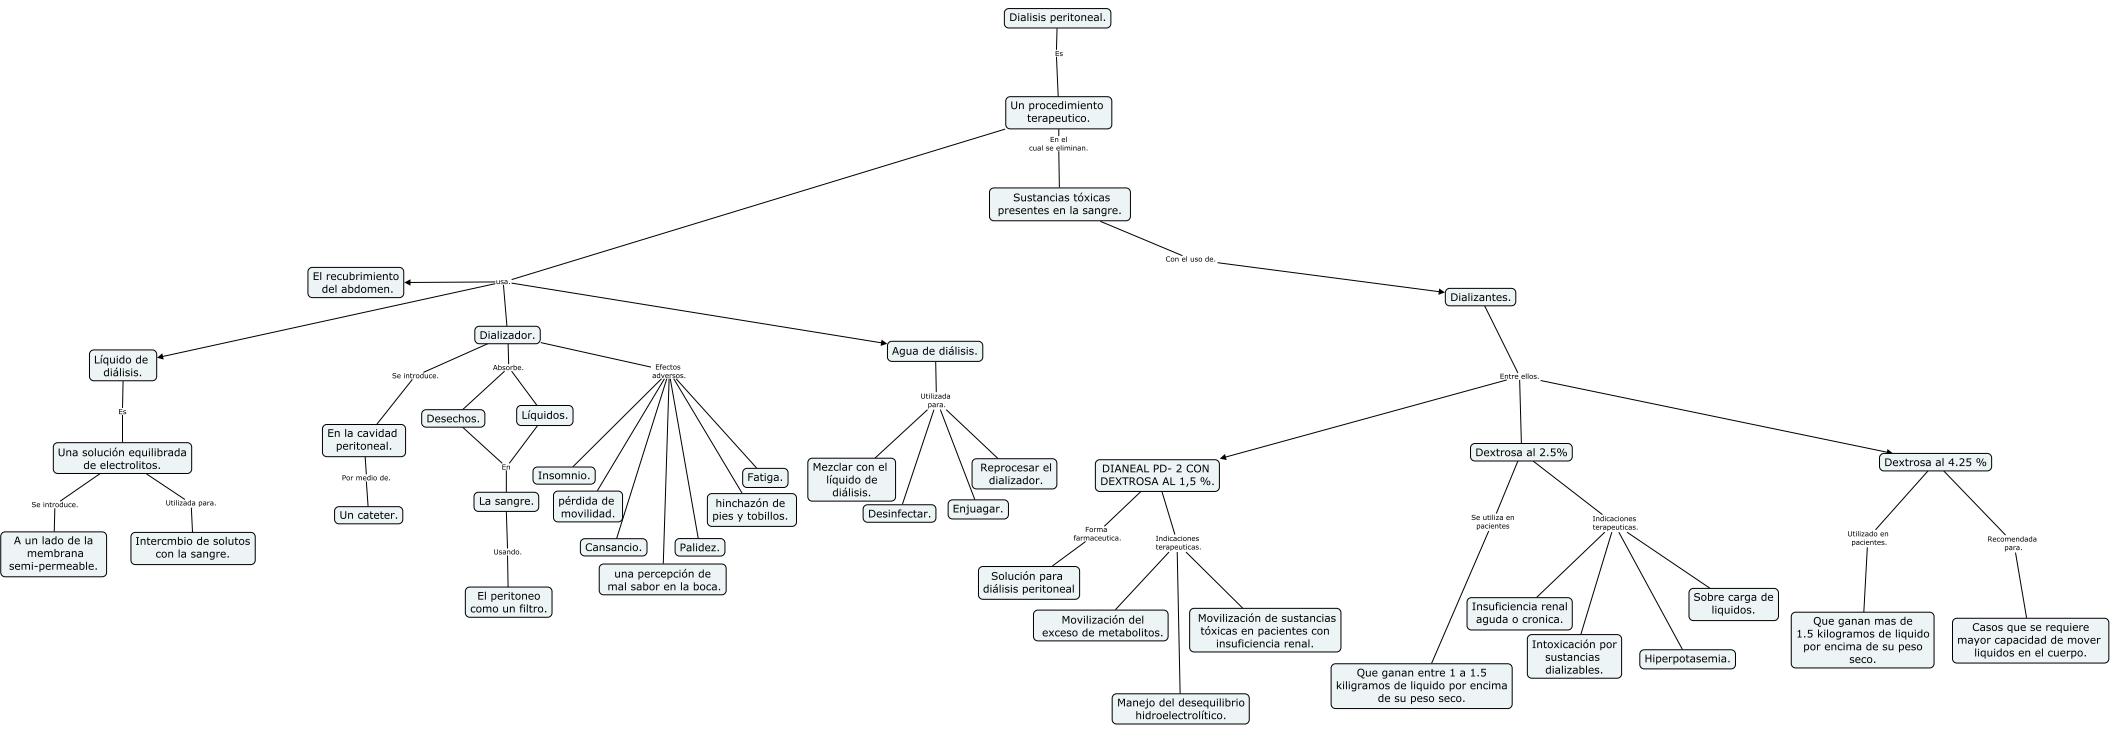 Dialisis peritoneal.
Es
Un procedimiento
terapeutico.
En el
cual se eliminan.
Sustancias tóxicas
presentes en la sangre.
Con el uso de.
usa.
El recubrimiento
del abdomen.
Dializantes.
Dializador.
Líquido de
diálisis.
Agua de diálisis.
Es
Se introduce.
Absorbe.
Efectos
adversos.
Utilizada
para.
Entre ellos.
Una solución equilibrada
de electrolitos.
Se introduce.
Utilizada para.
A un lado de la
membrana
semi-permeable.
Intercmbio de solutos
con la sangre.
En la cavidad
peritoneal.
Por medio de.
Un cateter.
Desechos.
Líquidos.
En
La sangre.
Usando.
El peritoneo
como un filtro.
Insomnio.
pérdida de
movilidad.
Cansancio.
una percepción de
mal sabor en la boca.
Palidez.
hinchazón de
pies y tobillos.
Fatiga.
Mezclar con el
líquido de
diálisis.
Desinfectar.
Enjuagar.
Reprocesar el
dializador.
DIANEAL PD- 2 CON
DEXTROSA AL 1,5 %.
Forma
farmaceutica.
Indicaciones
terapeuticas.
Solución para
diálisis peritoneal
Movilización del
exceso de metabolitos.
Manejo del desequilibrio
hidroelectrolítico.
Movilización de sustancias
tóxicas en pacientes con
insuficiencia renal.
Dextrosa al 2.5%
Se utiliza en
pacientes
Indicaciones
terapeuticas.
Que ganan entre 1 a 1.5
kiligramos de liquido por encima
de su peso seco.
Insuficiencia renal
aguda o cronica.
Intoxicación por
sustancias
dializables.
Hiperpotasemia.
Sobre carga de
liquidos.
Dextrosa al 4.25 %
Utilizado en
pacientes.
Recomendada
para.
Que ganan mas de
1.5 kilogramos de liquido
por encima de su peso
seco.
Casos que se requiere
mayor capacidad de mover
liquidos en el cuerpo.